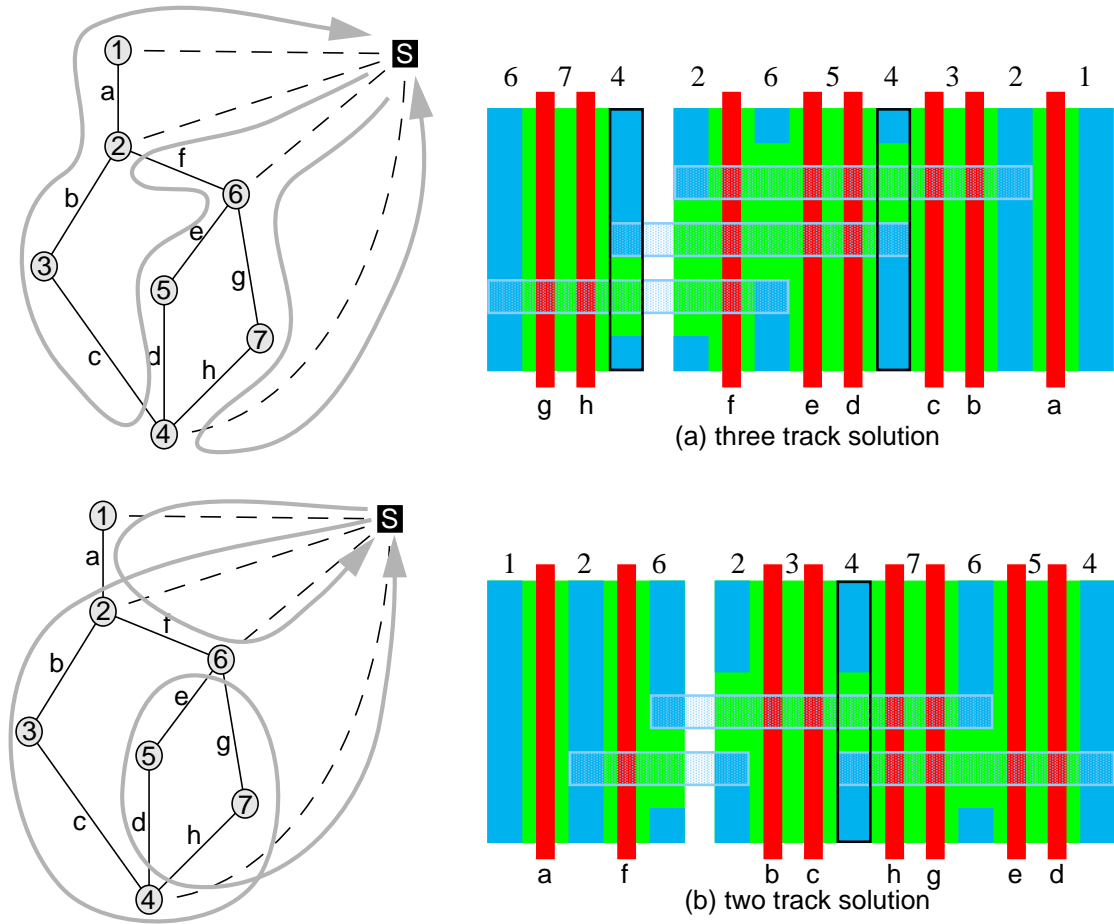 1
S
a
2
f
b
6
e
3
5
g
c
d
7
h
4
6 7 4 2 6 5 4 3 2 1
g h f e d c b a
(a) three track solution
1
S
a
2
f
b
6
e
3
5
g
c
d
7
h
4
1 2 6 2 3 4 7 6 5 4
a f b c h g e d
(b) two track solution